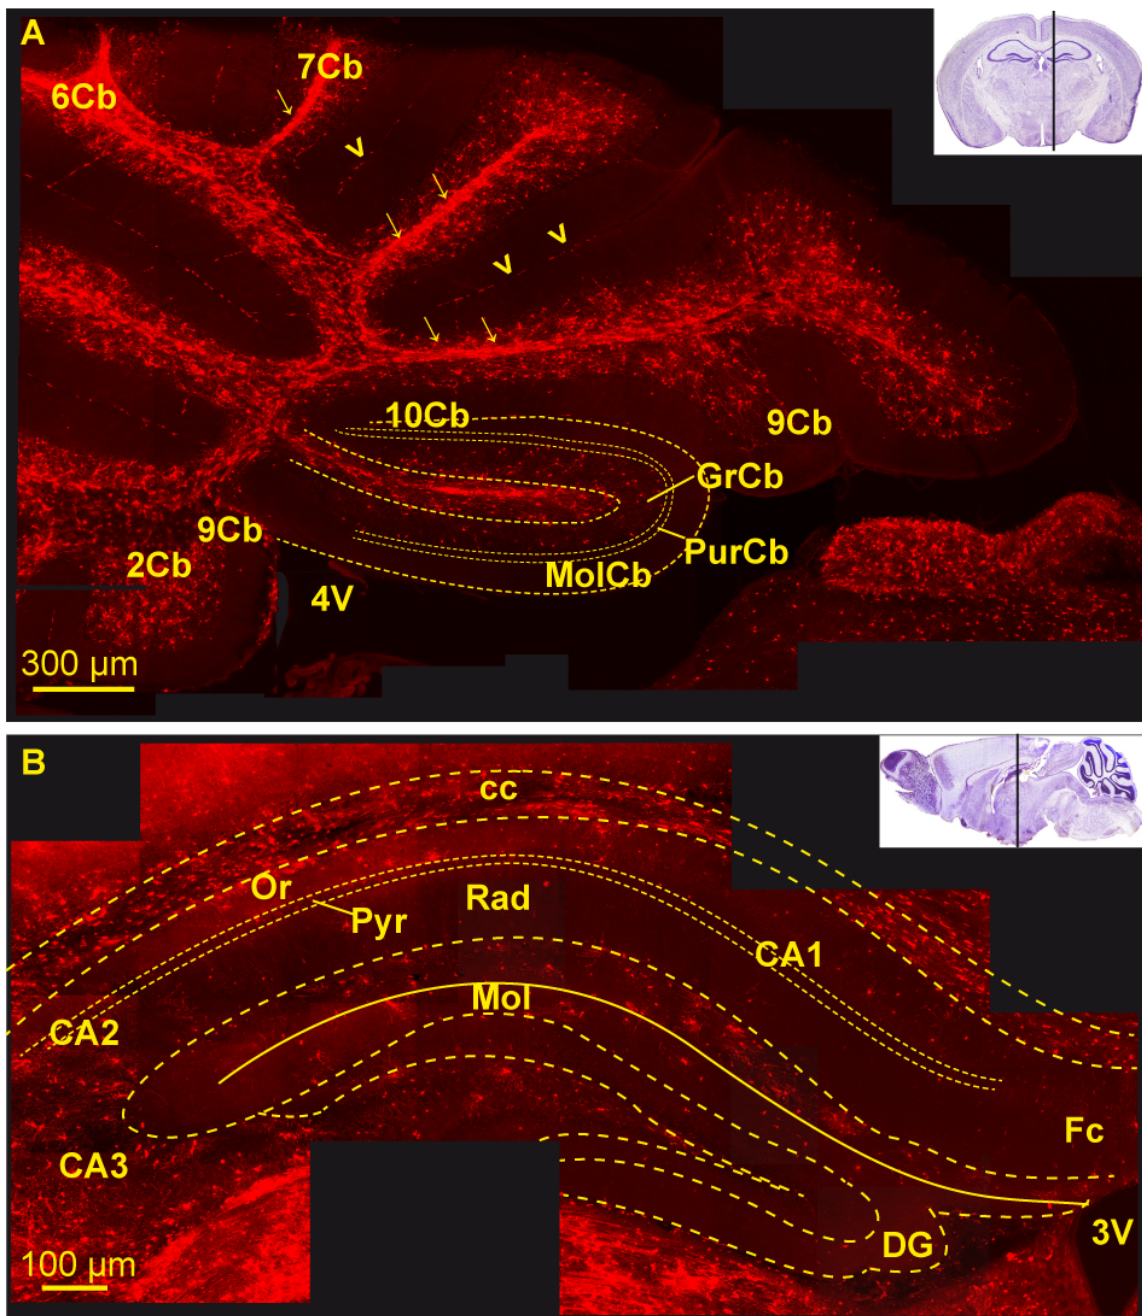 A
7Cb
6Cb
10Cb
9Cb
GrCb
9Cb
PurCb
2Cb
MolCb
4V
300 µm
B
cc
Or
Rad
Pyr
CA1
Mol
CA2
Fc
CA3
3V
DG
100 µm